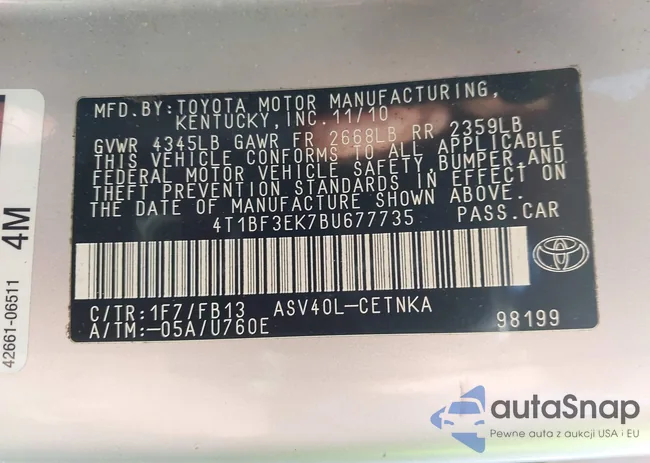 MFD.BY:TOYOTA MOTOR MANUFACTURING,
KENTUCKY,INC.11/10
GVWR 4345LB GAWR FR 2668LB RR 2359LB
THIS VEHICLE CONFORMS TO ALL APPLICABLE
FEDERAL MOTOR VEHICLE SAFETY,BUMPER,AND
THEFT PREVENTION STANDARDS IN EFFECT ON
THE DATE OF MANUFACTURE SHOWN ABOVE.
4T1BF3EK7BU677735 PASS.CAR
C/TR:1F7/FB13 ASV40L-CETNKA
A/TM:-05A/U760E
98199
4M
42661-06511
autaSnap
Pewne auta z aukcji USA i EU